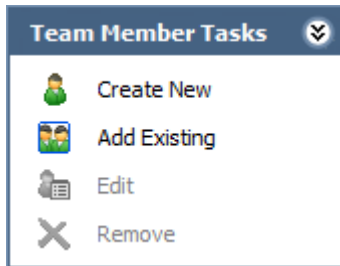 Team Member Tasks
Create New
Add Existing
Edit
Remove